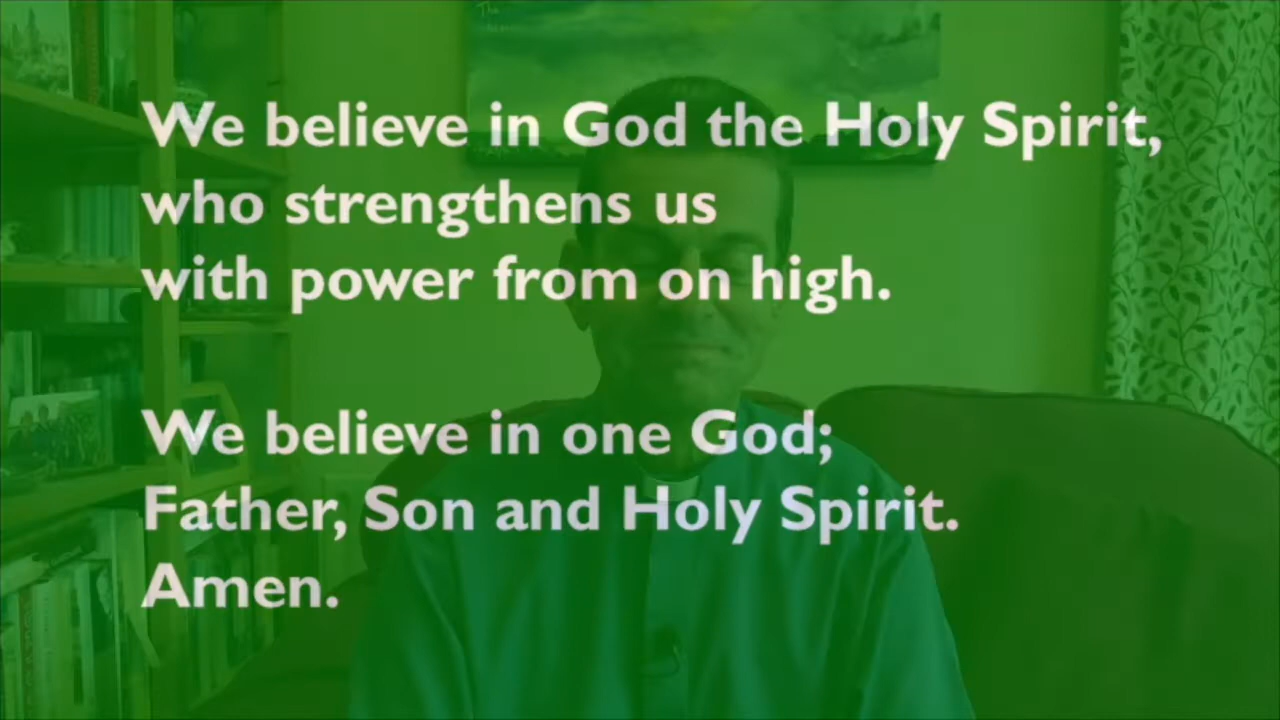 We believe in God the Holy Spirit,
who strengthens us
with power from on high.
We believe in one God;
Father, Son and Holy Spirit.
Amen.